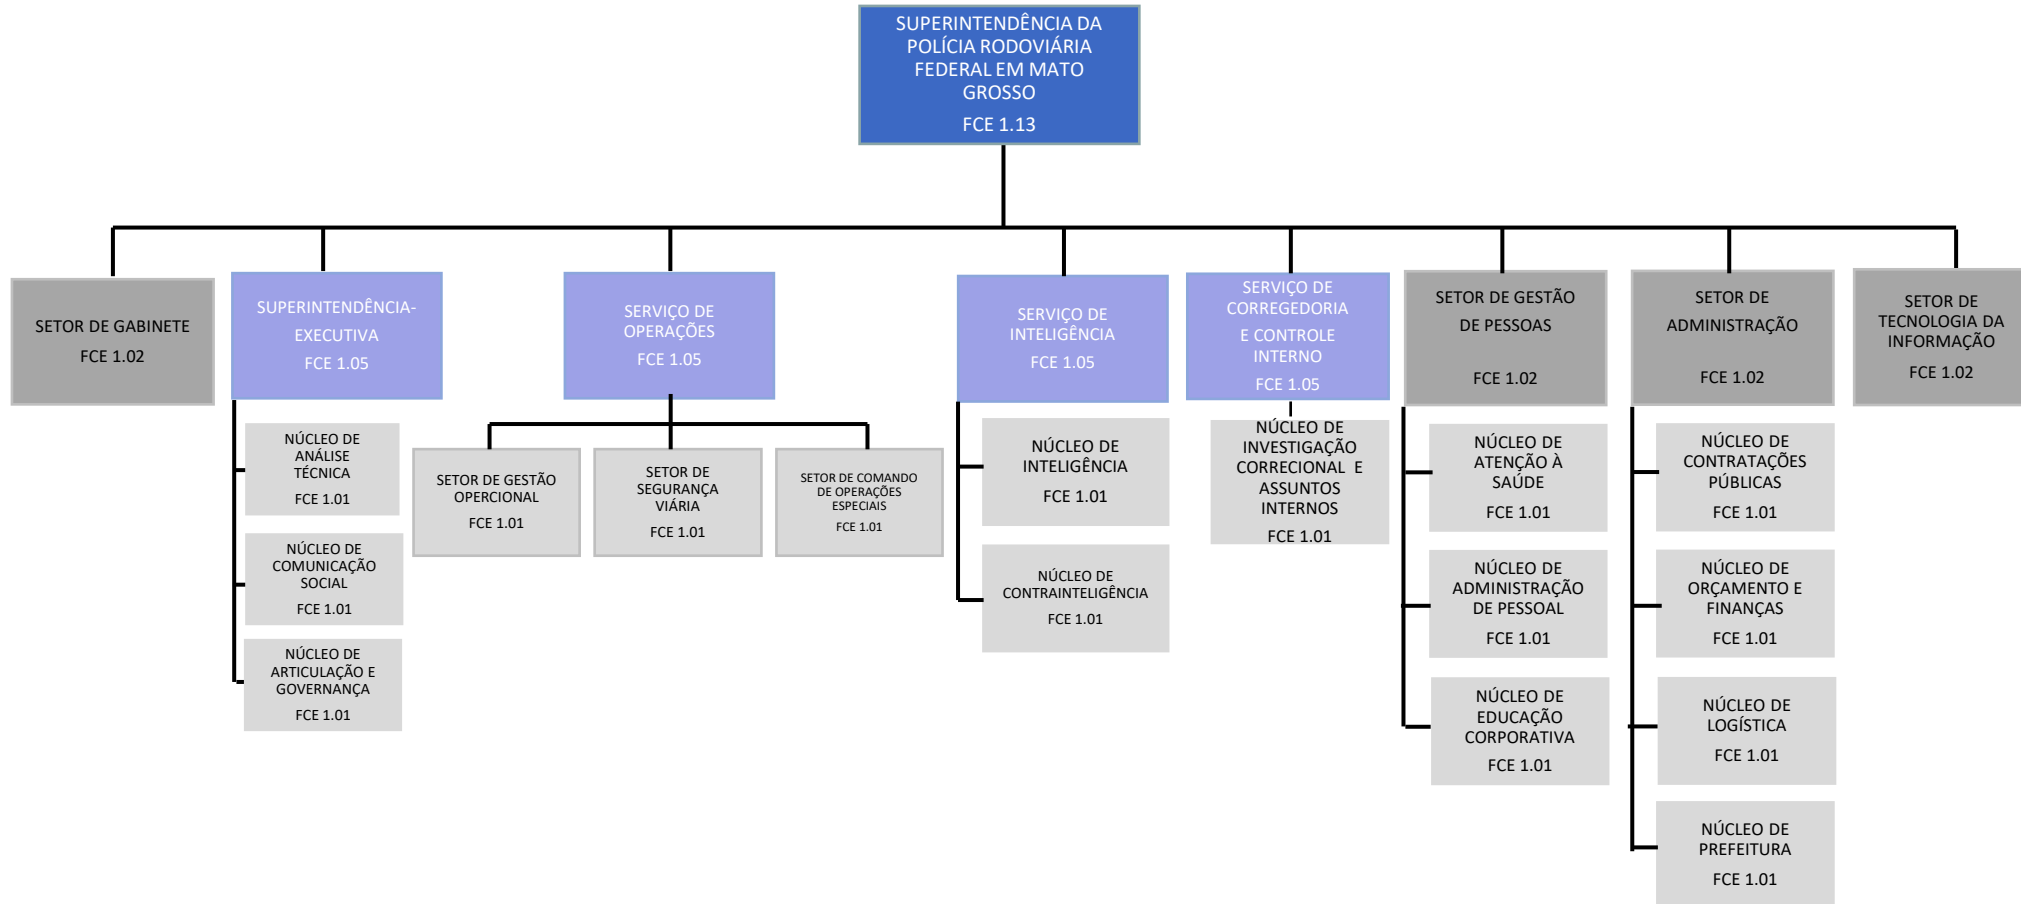 SUPERINTENDÊNCIA DA
POLÍCIA RODOVIÁRIA
FEDERAL EM MATO
GROSSO
FCE 1.13
SETOR DE GABINETE
FCE 1.02
SUPERINTENDÊNCIA-
EXECUTIVA
FCE 1.05
SERVIÇO DE
OPERAÇÕES
FCE 1.05
SERVIÇO DE
INTELIGÊNCIA
FCE 1.05
SERVIÇO DE
CORREGEDORIA
E CONTROLE
INTERNO
FCE 1.05
SETOR DE GESTÃO
DE PESSOAS
FCE 1.02
SETOR DE
ADMINISTRAÇÃO
FCE 1.02
SETOR DE
TECNOLOGIA DA
INFORMAÇÃO
FCE 1.02
NÚCLEO DE
ANÁLISE
TÉCNICA
FCE 1.01
NÚCLEO DE
COMUNICAÇÃO
SOCIAL
FCE 1.01
NÚCLEO DE
ARTICULAÇÃO E
GOVERNANÇA
FCE 1.01
SETOR DE GESTÃO
OPERCIONAL
FCE 1.01
SETOR DE
SEGURANÇA
VIÁRIA
FCE 1.01
SETOR DE COMANDO
DE OPERAÇÕES
ESPECIAIS
FCE 1.01
NÚCLEO DE
INTELIGÊNCIA
FCE 1.01
NÚCLEO DE
CONTRAINTELIGÊNCIA
FCE 1.01
NÚCLEO DE
INVESTIGAÇÃO
CORRECIONAL E
ASSUNTOS
INTERNOS
FCE 1.01
NÚCLEO DE
ATENÇÃO À
SAÚDE
FCE 1.01
NÚCLEO DE
ADMINISTRAÇÃO
DE PESSOAL
FCE 1.01
NÚCLEO DE
EDUCAÇÃO
CORPORATIVA
FCE 1.01
NÚCLEO DE
CONTRATAÇÕES
PÚBLICAS
FCE 1.01
NÚCLEO DE
ORÇAMENTO E
FINANÇAS
FCE 1.01
NÚCLEO DE
LOGÍSTICA
FCE 1.01
NÚCLEO DE
PREFEITURA
FCE 1.01